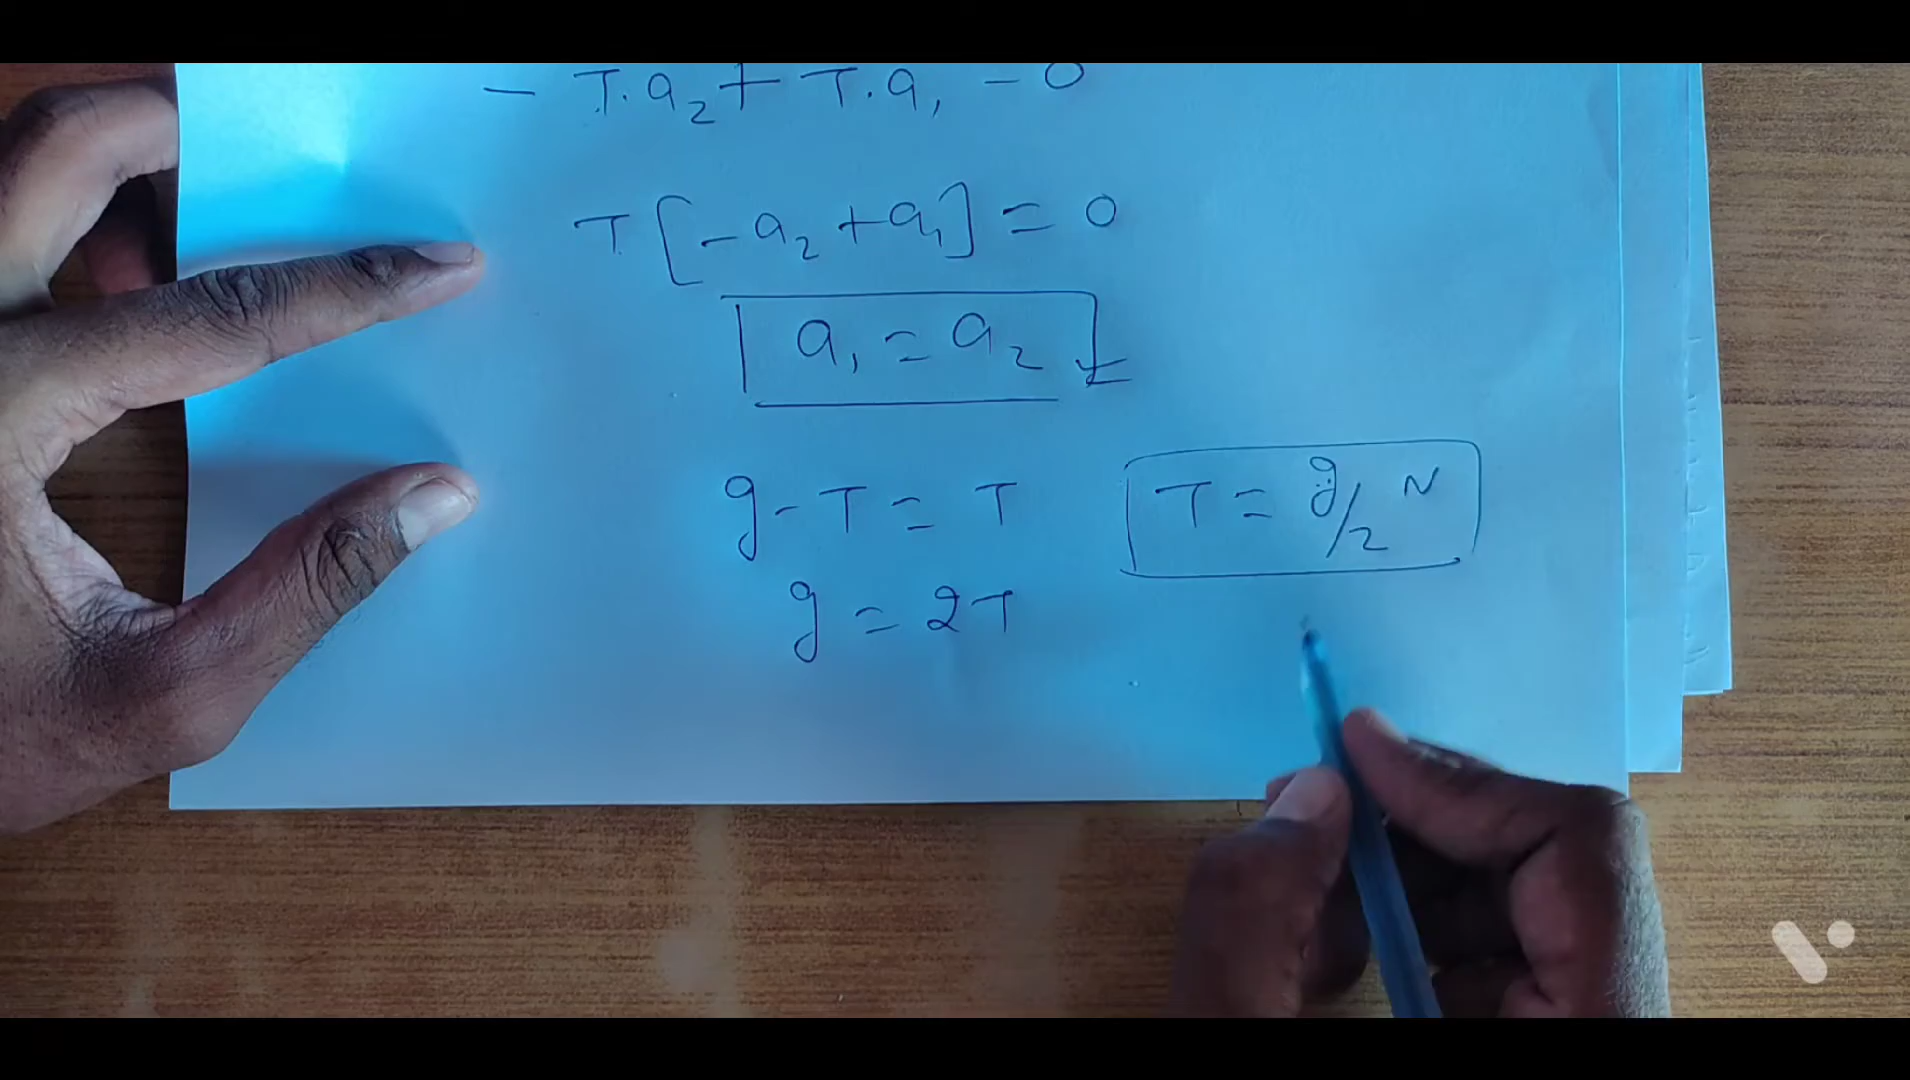 - T.a₂ + T.a₁ - 0
T[-a₂ + a₁] = 0
a₁ = a₂
g - T = T
T = g/2 N
g = 2T